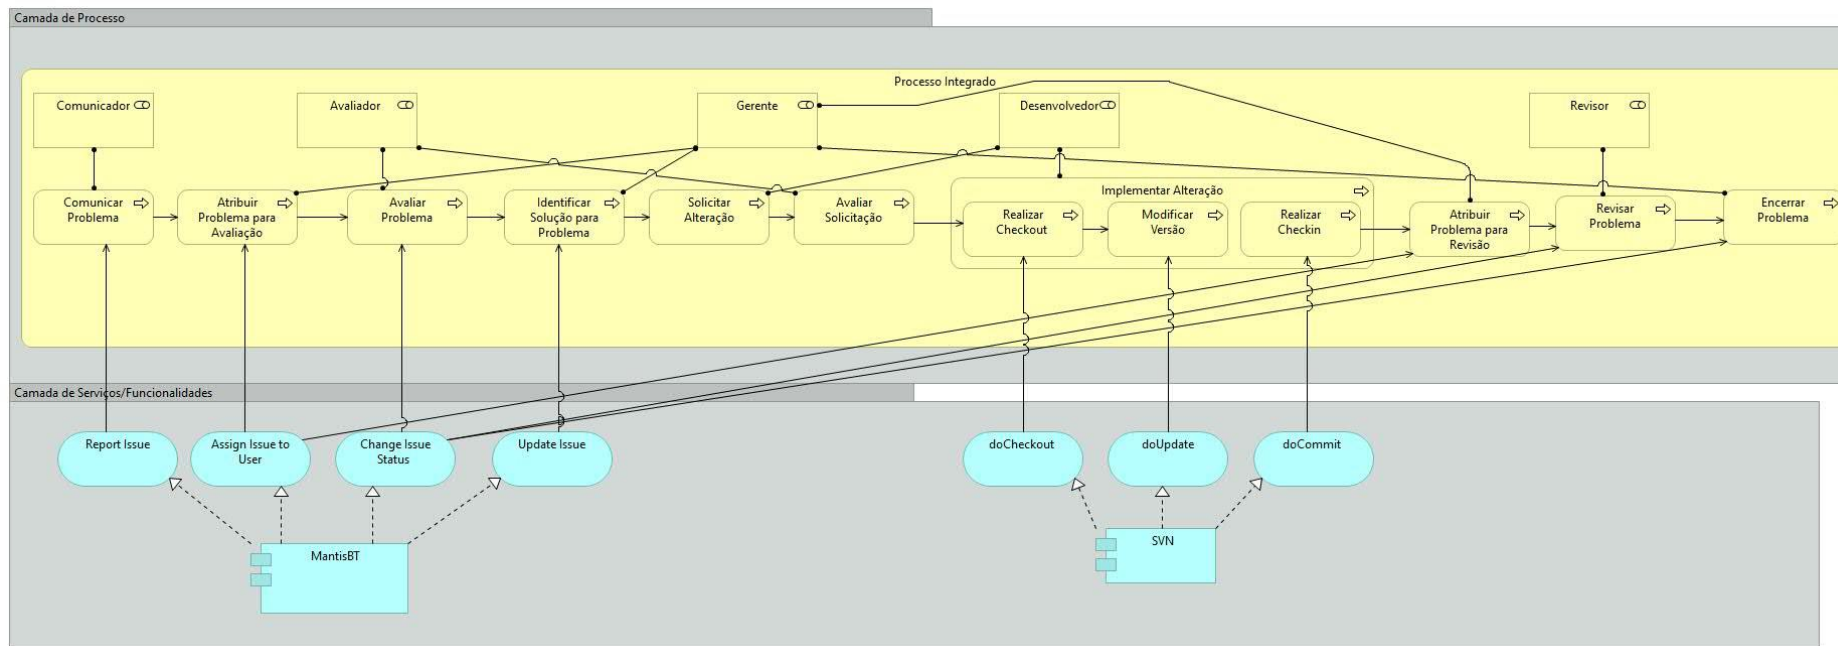 Camada de Processo
Processo Integrado
Comunicador
Avaliador
Gerente
Desenvolvedor
Revisor
Comunicar
Problema
Atribuir
Problema para
Avaliação
Avaliar
Problema
Identificar
Solução para
Problema
Solicitar
Alteração
Avaliar
Solicitação
Implementar Alteração
Realizar
Checkout
Modificar
Versão
Realizar
Checkin
Atribuir
Problema para
Revisão
Revisar
Problema
Encerrar
Problema
Camada de Serviços/Funcionalidades
Report Issue
Assign Issue to
User
Change Issue
Status
Update Issue
doCheckout
doUpdate
doCommit
MantisBT
SVN